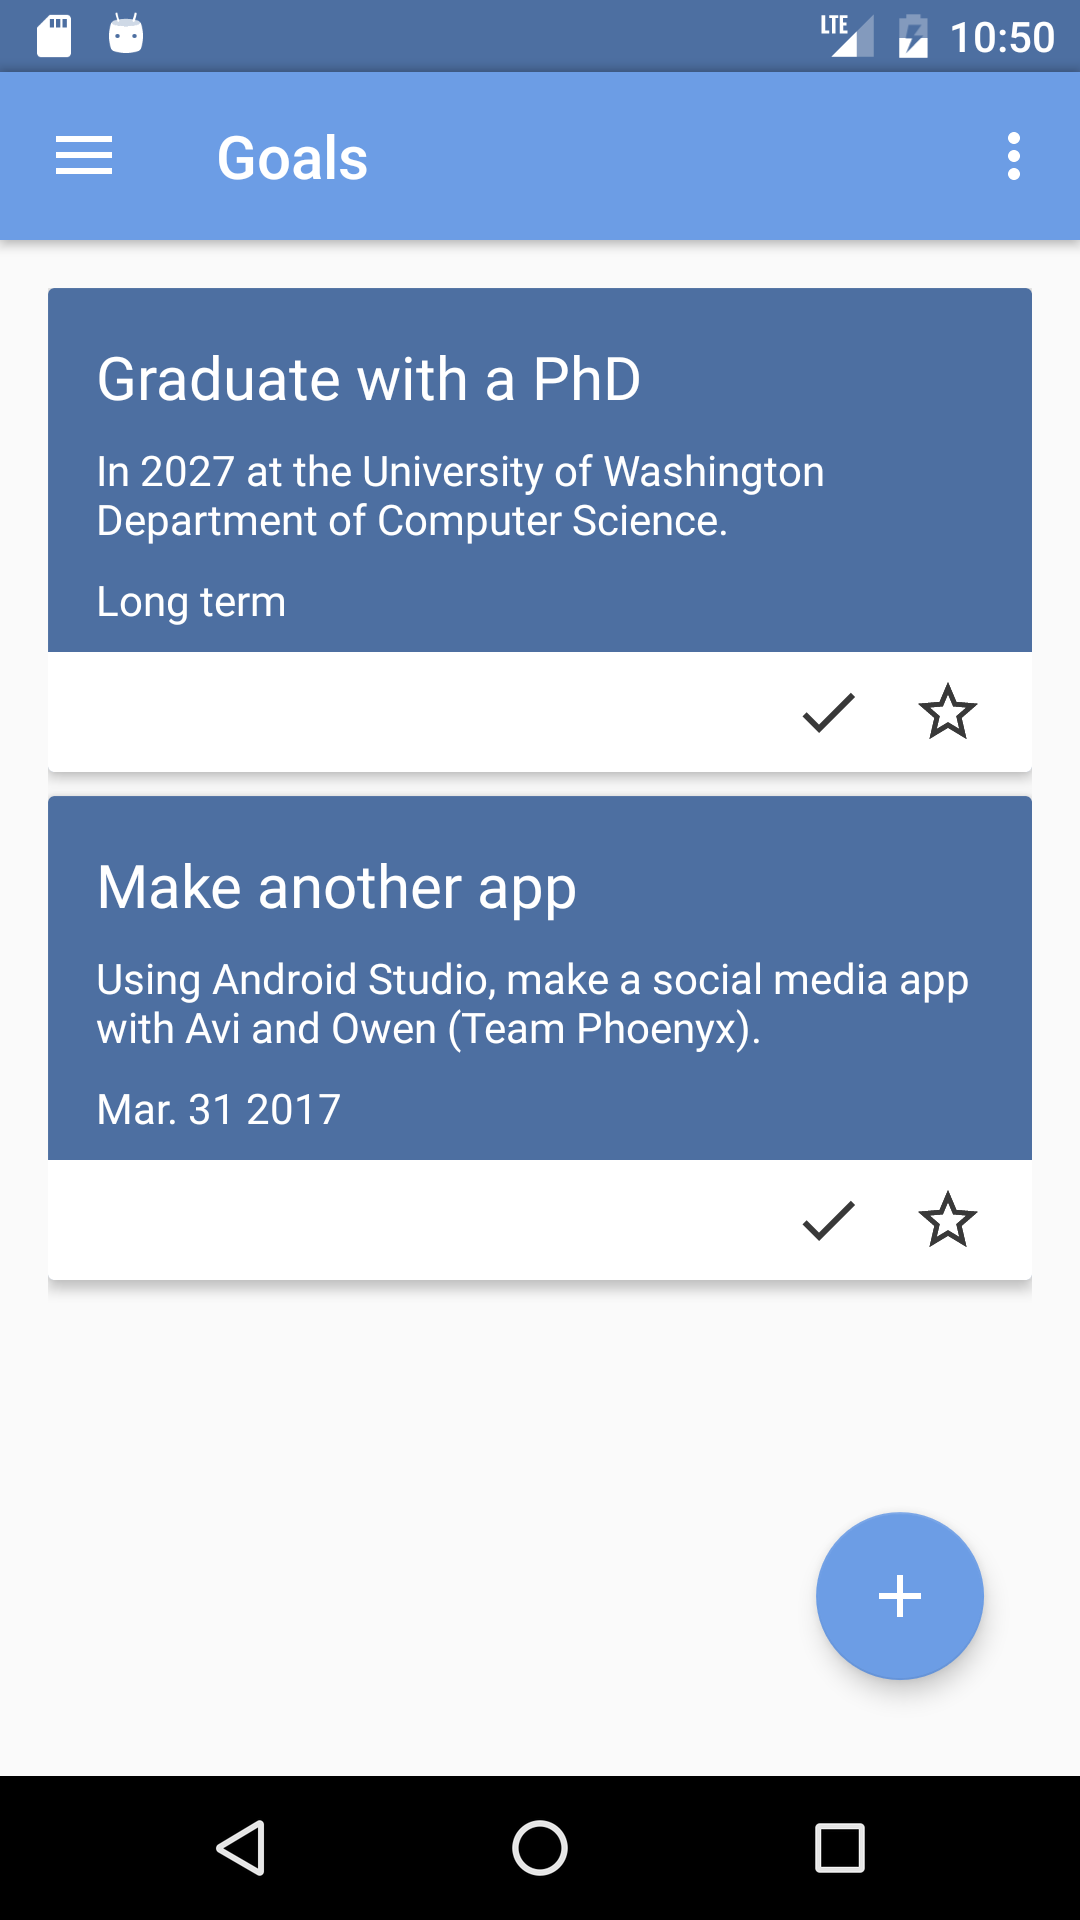 LTE 10:50
Goals
Graduate with a PhD
In 2027 at the University of Washington
Department of Computer Science.
Long term
Make another app
Using Android Studio, make a social media app
with Avi and Owen (Team Phoenyx).
Mar. 31 2017